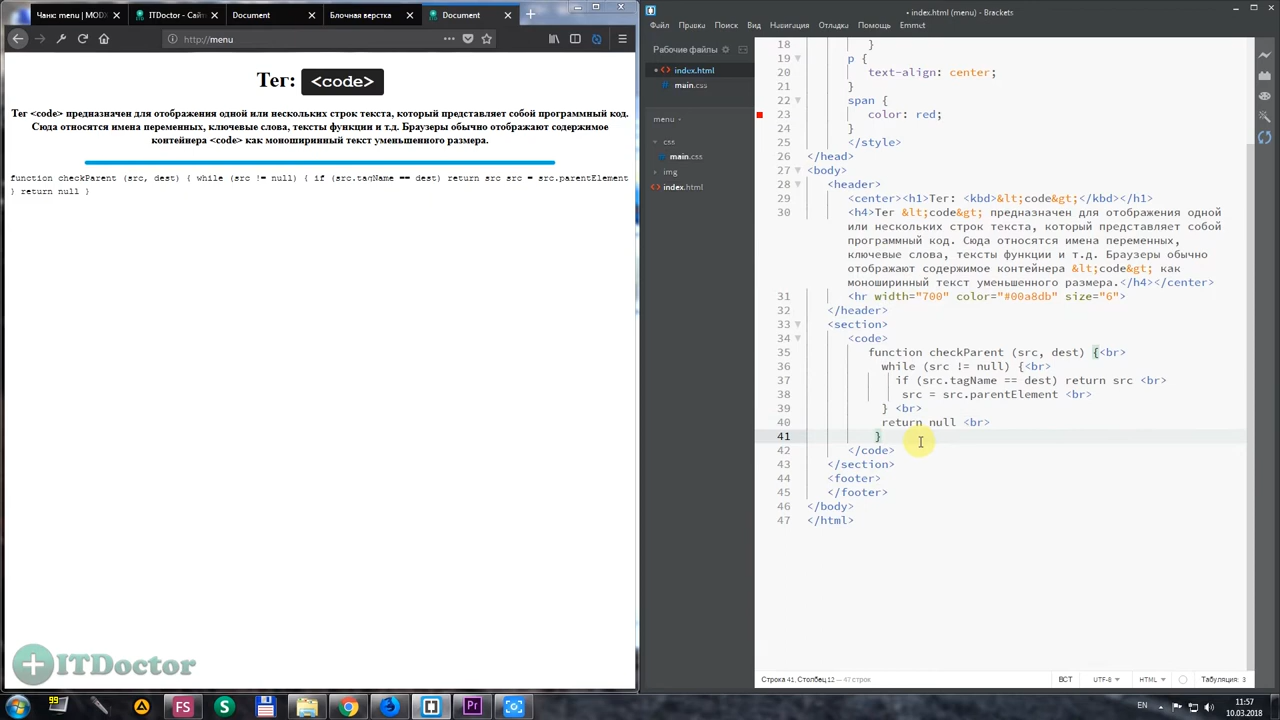 Чанк: menu | MODX
ITDoctor - Сайт
Document
Блочная верстка
Document
http://menu
Тег: <code>
Тег <code> предназначен для отображения одной или нескольких строк текста, который представляет собой программный код.
Сюда относятся имена переменных, ключевые слова, тексты функции и т.д. Браузеры обычно отображают содержимое
контейнера <code> как моноширинный текст уменьшенного размера.
function checkParent (src, dest) { while (src != null) { if (src.tagName == dest) return src src = src.parentElement
} return null }
ITDoctor
• index.html (menu) - Brackets
Файл Правка Поиск Вид Навигация Отладка Помощь Emmet
Рабочие файлы
index.html
main.css
menu
css
main.css
img
index.html
18 }
19 p {
20 text-align: center;
21 }
22 span {
23 color: red;
24 }
25 </style>
26 </head>
27 <body>
28 <header>
29 <center><h1>Тег: <kbd>&lt;code&gt;</kbd></h1>
30 <h4>Тег &lt;code&gt; предназначен для отображения одной
или нескольких строк текста, который представляет собой
программный код. Сюда относятся имена переменных,
ключевые слова, тексты функции и т.д. Браузеры обычно
отображают содержимое контейнера &lt;code&gt; как
моноширинный текст уменьшенного размера.</h4></center>
31 <hr width="700" color="#00a8db" size="6">
32 </header>
33 <section>
34 <code>
35 function checkParent (src, dest) {<br>
36 while (src != null) {<br>
37 if (src.tagName == dest) return src <br>
38 src = src.parentElement <br>
39 } <br>
40 return null <br>
41 }
42 </code>
43 </section>
44 <footer>
45 </footer>
46 </body>
47 </html>
Строка 41, Столбец 12 — 47 строк
ВСТ
UTF-8
HTML
Табуляция: 3
99
FS
S
Pr
EN
11:57
10.03.2018